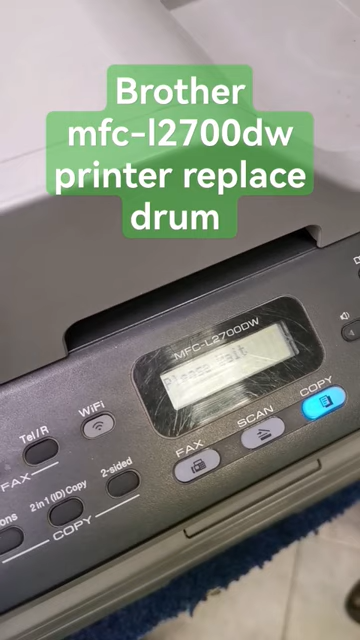 Brother
mfc-l2700dw
printer replace
drum
MFC-L2700DW
Please Wait
COPY
SCAN
FAX
WiFi
Tel / R
FAX
2-sided
2 in 1 (ID) Copy
COPY